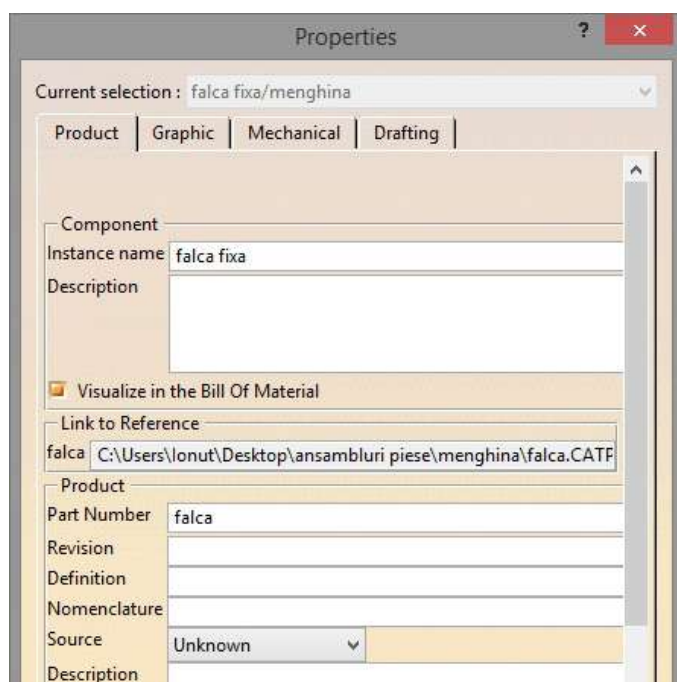 Properties
?
Current selection : falca fixa/menghina
Product Graphic Mechanical Drafting
Component
Instance name falca fixa
Description
Visualize in the Bill Of Material
Link to Reference
falca C:\Users\Ionut\Desktop\ansambluri piese\menghina\falca.CATP
Product
Part Number falca
Revision
Definition
Nomenclature
Source Unknown
Description